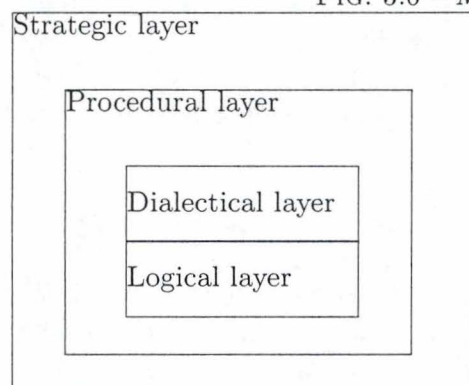 Strategic layer
Procedural layer
Dialectical layer
Logical layer